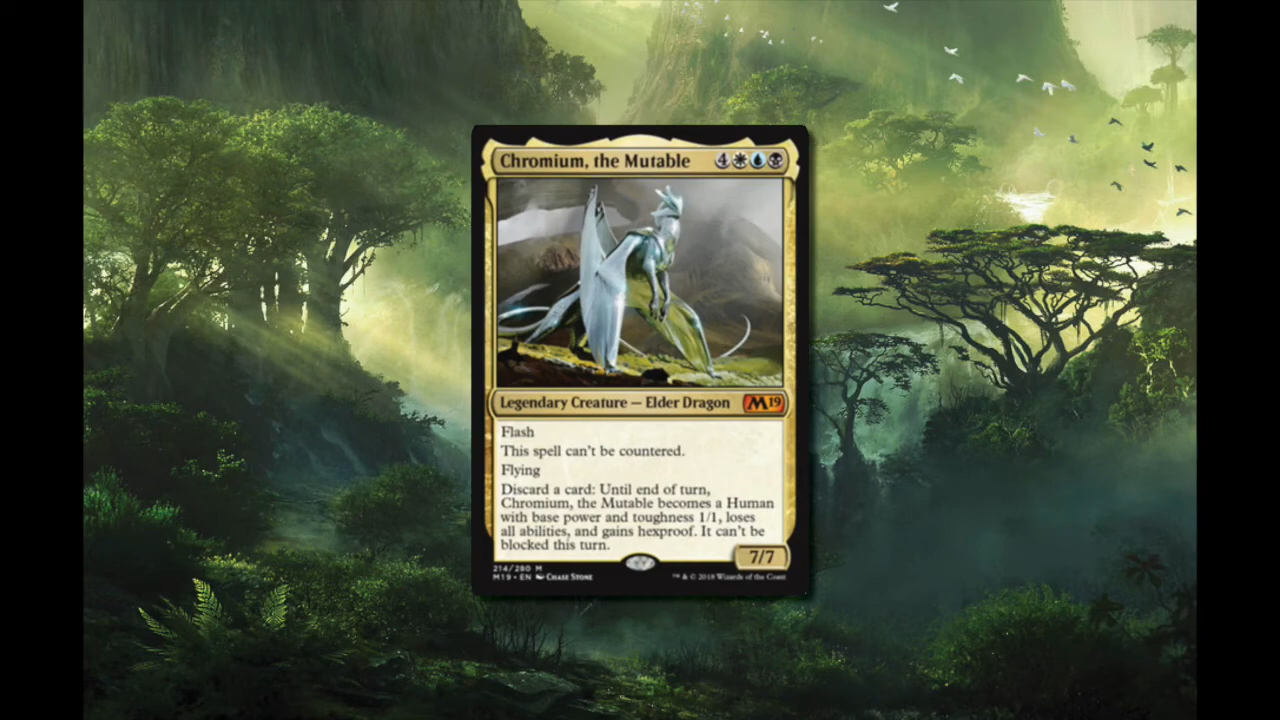 Chromium, the Mutable 4
Legendary Creature — Elder Dragon M19
Flash
This spell can't be countered.
Flying
Discard a card: Until end of turn,
Chromium, the Mutable becomes a Human
with base power and toughness 1/1, loses
all abilities, and gains hexproof. It can't be
blocked this turn.
7/7
214/280 M
M19 • EN Chase Stone
™ & © 2018 Wizards of the Coast